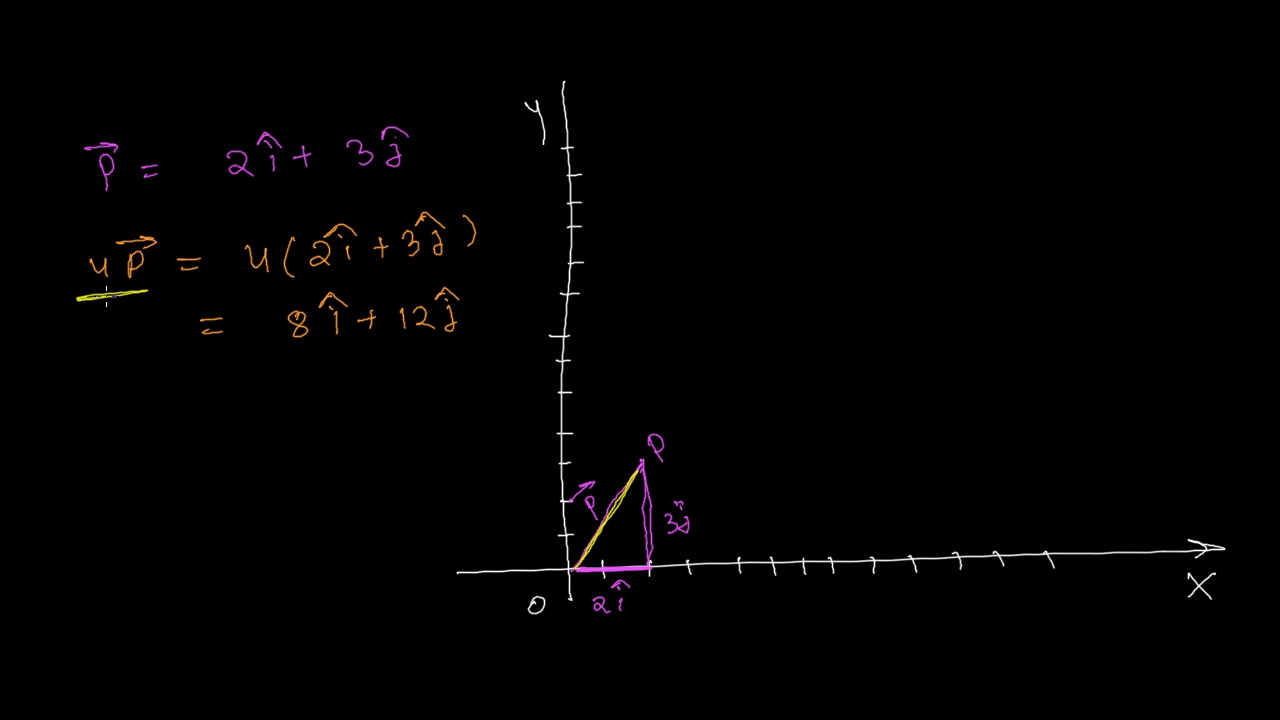 P⃗ = 2î + 3ĵ
4P⃗ = 4(2î + 3ĵ)
= 8î + 12ĵ
Y
P
P⃗
3ĵ
2î
O
X